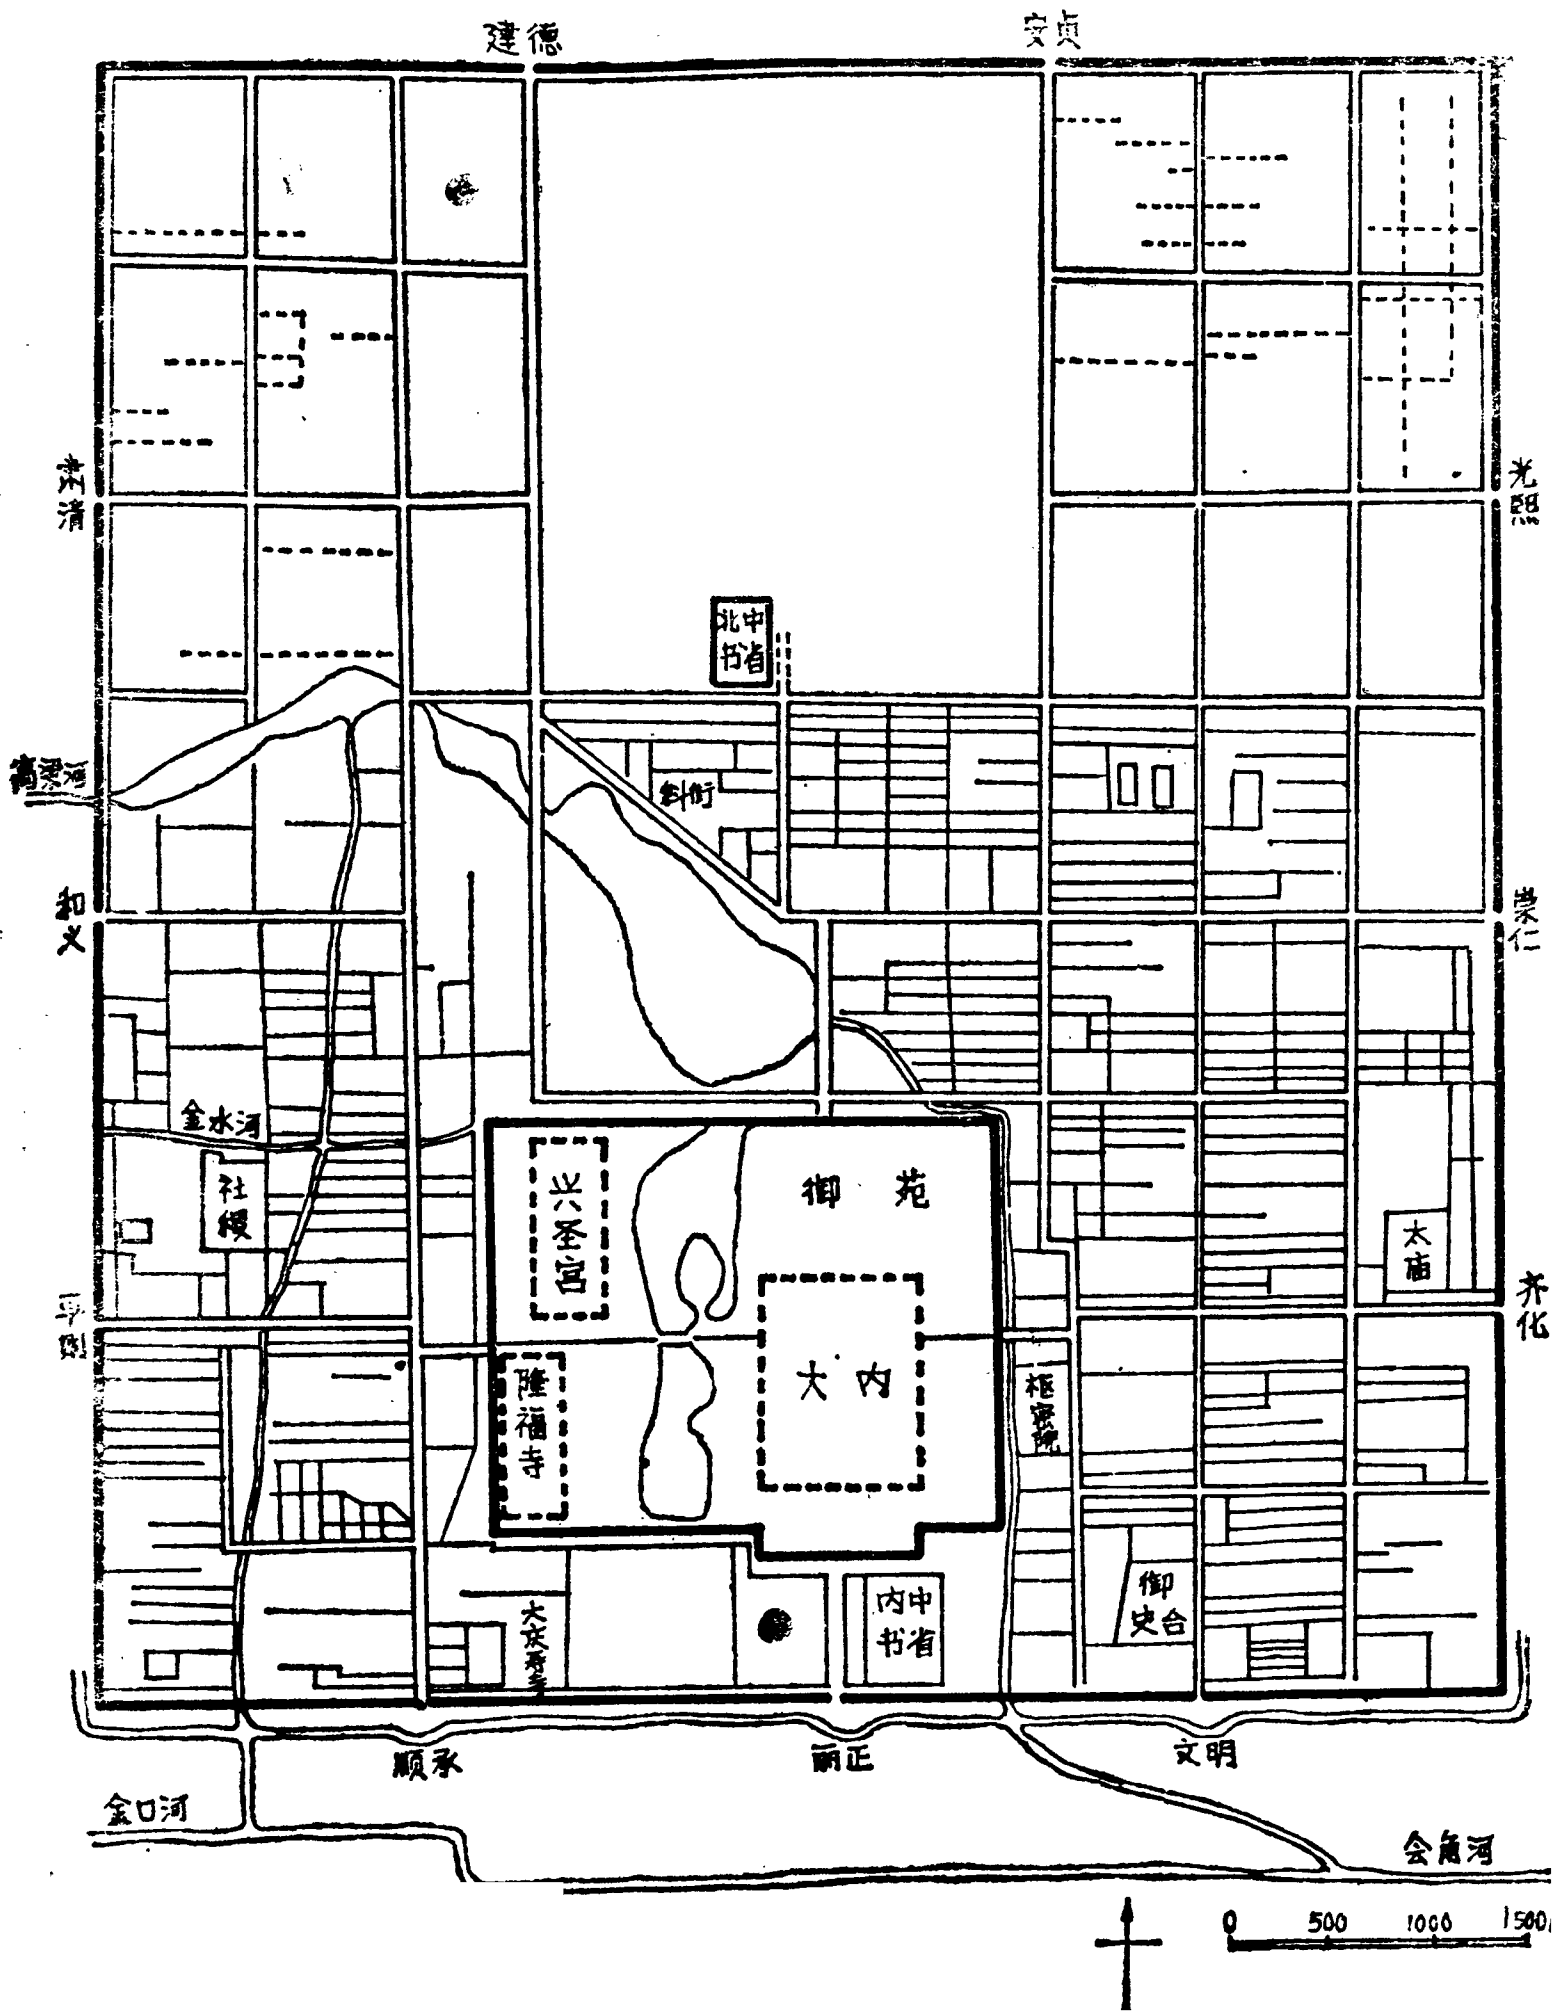 建德
安贞
肃清
光熙
北中
书省
高梁河
斜街
和义
崇仁
金水河
社稷
兴圣宫
御苑
太庙
齐化
平则
隆福寺
大内
枢密院
御
史台
大庆寿寺
内中
书省
顺承
丽正
文明
金口河
会角河
0 500 1000 1500